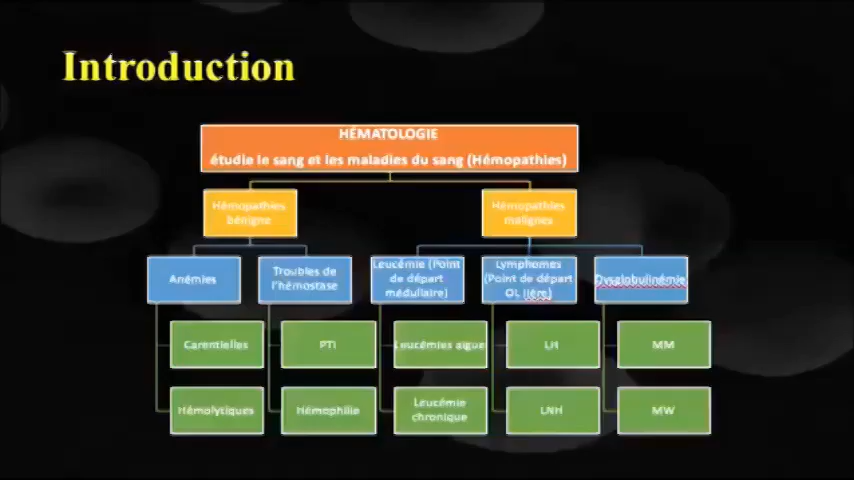 Introduction
HÉMATOLOGIE
étudie le sang et les maladies du sang (Hémopathies)
Hémopathies
bénigne
Hémopathies
malignes
Anémies
Troubles de
l'hémostase
Leucémie (Point
de départ
médullaire)
Lymphomes
(Point de départ
OL IIère)
Dysglobulinémie
Carentielles
PTI
Leucémies aigue
LH
MM
Hémolytiques
Hémophilie
Leucémie
chronique
LNH
MW